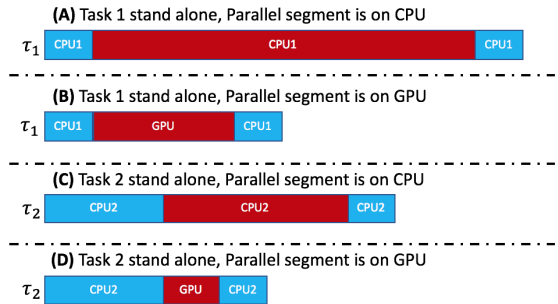 (A) Task 1 stand alone, Parallel segment is on CPU
τ1 CPU1 CPU1 CPU1
(B) Task 1 stand alone, Parallel segment is on GPU
τ1 CPU1 GPU CPU1
(C) Task 2 stand alone, Parallel segment is on CPU
τ2 CPU2 CPU2 CPU2
(D) Task 2 stand alone, Parallel segment is on GPU
τ2 CPU2 GPU CPU2